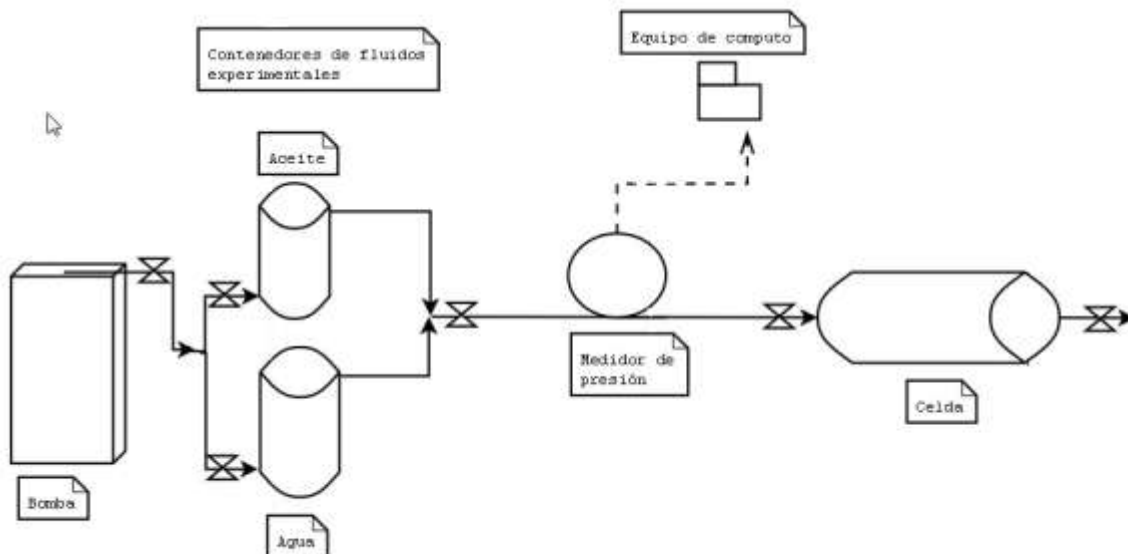 Contenedores de fluidos
experimentales
Equipo de computo
Aceite
Medidor de
presión
Celda
Bomba
Agua